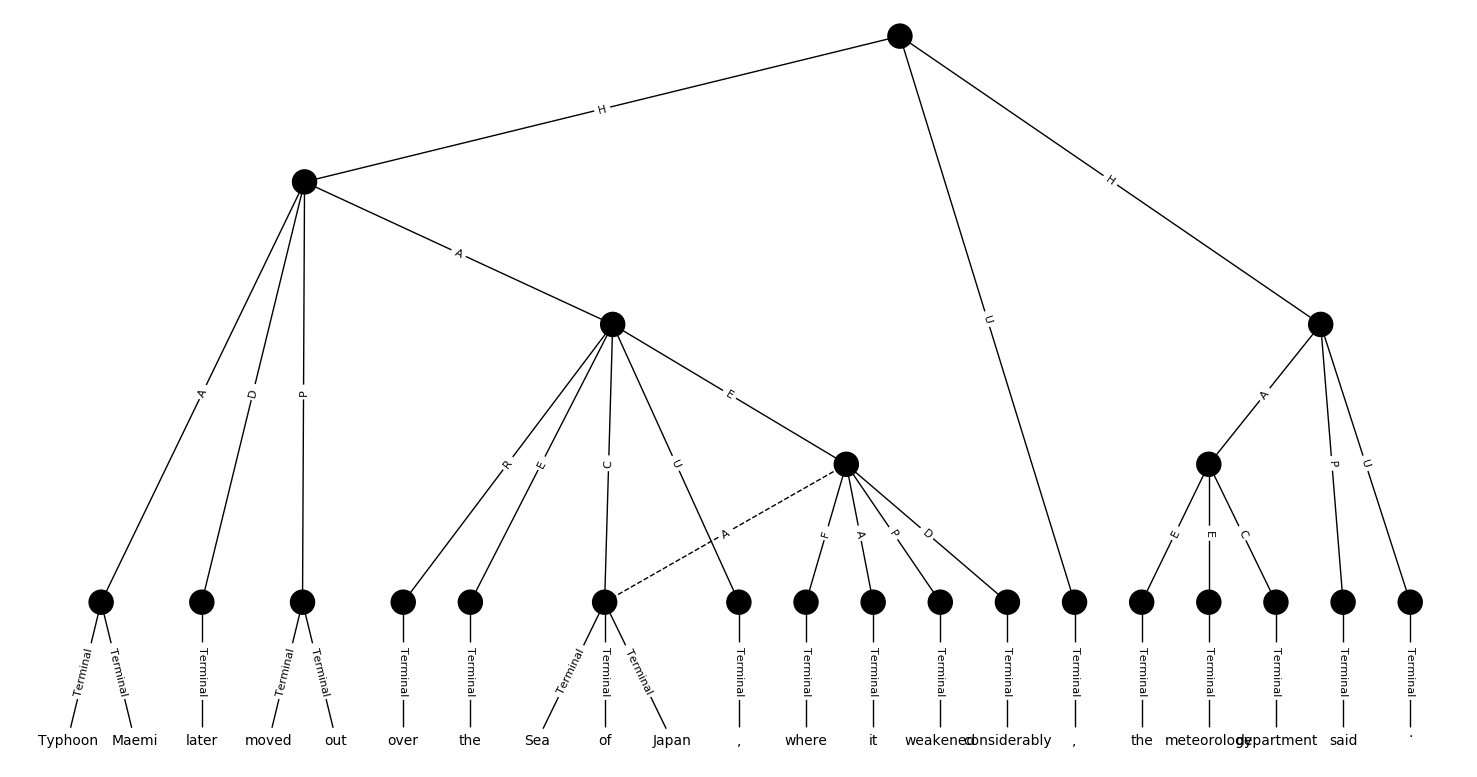 H
U
H
A
D
P
A
A
P
U
R
E
C
U
E
E
E
C
A
F
A
P
D
Terminal Terminal Terminal Terminal Terminal Terminal Terminal Terminal Terminal Terminal Terminal Terminal Terminal Terminal Terminal Terminal Terminal Terminal Terminal Terminal Terminal
Typhoon Maemi later moved out over the Sea of Japan , where it weakened considerably , the meteorology department said .